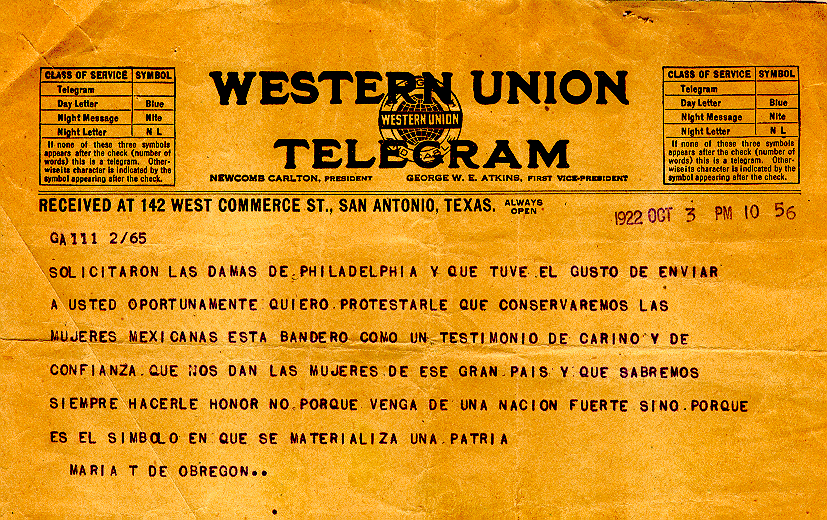 CLASS OF SERVICE SYMBOL
Telegram
Day Letter Blue
Night Message Nite
Night Letter N L
If none of these three symbols
appears after the check (number of
words) this is a telegram. Other-
wise its character is indicated by the
symbol appearing after the check.
WESTERN UNION
WESTERN UNION
TELEGRAM
NEWCOMB CARLTON, PRESIDENT GEORGE W. E. ATKINS, FIRST VICE-PRESIDENT
CLASS OF SERVICE SYMBOL
Telegram
Day Letter Blue
Night Message Nite
Night Letter N L
If none of these three symbols
appears after the check (number of
words) this is a telegram. Other-
wise its character is indicated by the
symbol appearing after the check.
RECEIVED AT 142 WEST COMMERCE ST., SAN ANTONIO, TEXAS. ALWAYS OPEN
1922 OCT 3 PM 10 56
GA111 2/65
SOLICITARON LAS DAMAS DE PHILADELPHIA Y QUE TUVE EL GUSTO DE ENVIAR
A USTED OPORTUNAMENTE QUIERO PROTESTARLE QUE CONSERVAREMOS LAS
MUJERES MEXICANAS ESTA BANDERO COMO UN TESTIMONIO DE CARINO Y DE
CONFIANZA QUE NOS DAN LAS MUJERES DE ESE GRAN PAIS Y QUE SABREMOS
SIEMPRE HACERLE HONOR NO PORQUE VENGA DE UNA NACION FUERTE SINO PORQUE
ES EL SIMBOLO EN QUE SE MATERIALIZA UNA PATRIA
MARIA T DE OBREGON..